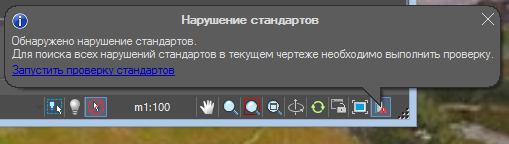 Нарушение стандартов
Обнаружено нарушение стандартов.
Для поиска всех нарушений стандартов в текущем чертеже необходимо выполнить проверку.
Запустить проверку стандартов
m1:100